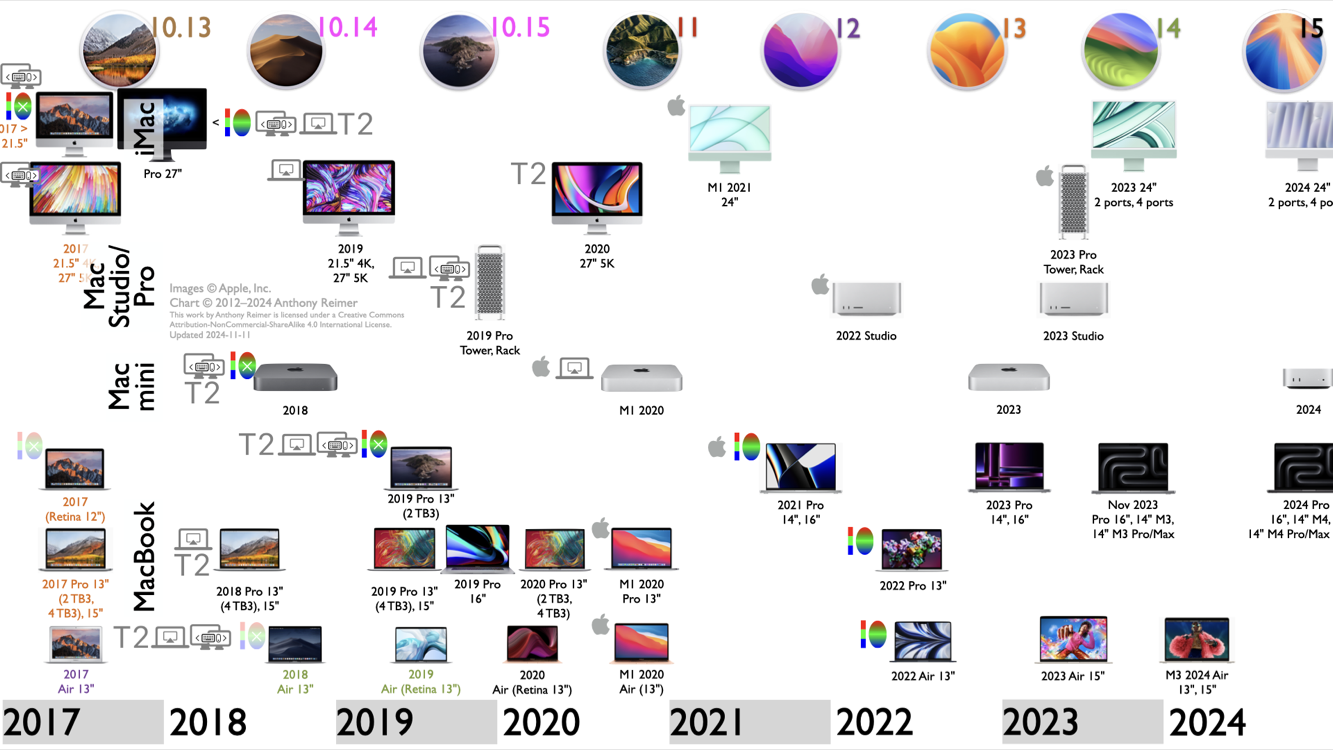 10.13
10.14
10.15
11
12
13
14
15
2017 >
21.5"
iMac
<
T2
Pro 27"
2017
21.5" 4K,
27" 5K
2019
21.5" 4K,
27" 5K
T2
2020
27" 5K
M1 2021
24"
2023 24"
2 ports, 4 ports
2024 24"
2 ports, 4 po
Mac
Studio/
Pro
Images © Apple, Inc.
Chart © 2012–2024 Anthony Reimer
This work by Anthony Reimer is licensed under a Creative Commons
Attribution-NonCommercial-ShareAlike 4.0 International License.
Updated 2024-11-11
T2
2019 Pro
Tower, Rack
2022 Studio
2023 Pro
Tower, Rack
2023 Studio
Mac
mini
T2
2018
M1 2020
2023
2024
MacBook
2017
(Retina 12")
T2
2019 Pro 13"
(2 TB3)
2021 Pro
14", 16"
2023 Pro
14", 16"
Nov 2023
Pro 16", 14" M3,
14" M3 Pro/Max
2024 Pro
16", 14" M4,
14" M4 Pro/Max
2017 Pro 13"
(2 TB3,
4 TB3), 15"
T2
2018 Pro 13"
(4 TB3), 15"
2019 Pro 13"
(4 TB3), 15"
2019 Pro
16"
2020 Pro 13"
(2 TB3,
4 TB3)
M1 2020
Pro 13"
2022 Pro 13"
2017
Air 13"
T2
2018
Air 13"
2019
Air (Retina 13")
2020
Air (Retina 13")
M1 2020
Air (13")
2022 Air 13"
2023 Air 15"
M3 2024 Air
13", 15"
2017
2018
2019
2020
2021
2022
2023
2024